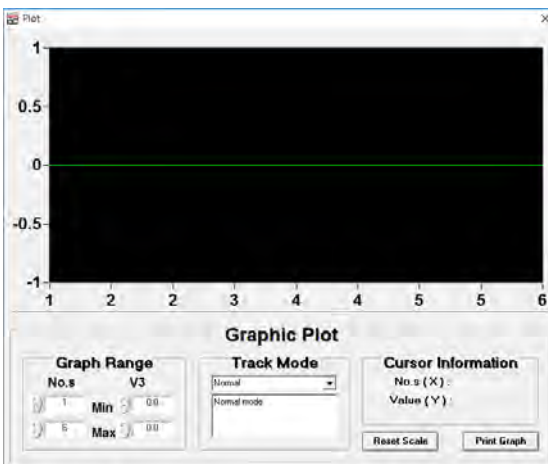 Plot
1
0.5
0
-0.5
-1
1 2 2 3 4 4 5 5 6
Graphic Plot
Graph Range
No.s V3
1 Min 0.0
6 Max 0.0
Track Mode
Normal
Normal mode
Cursor Information
No.s ( X ) :
Value ( Y ) :
Reset Scale Print Graph